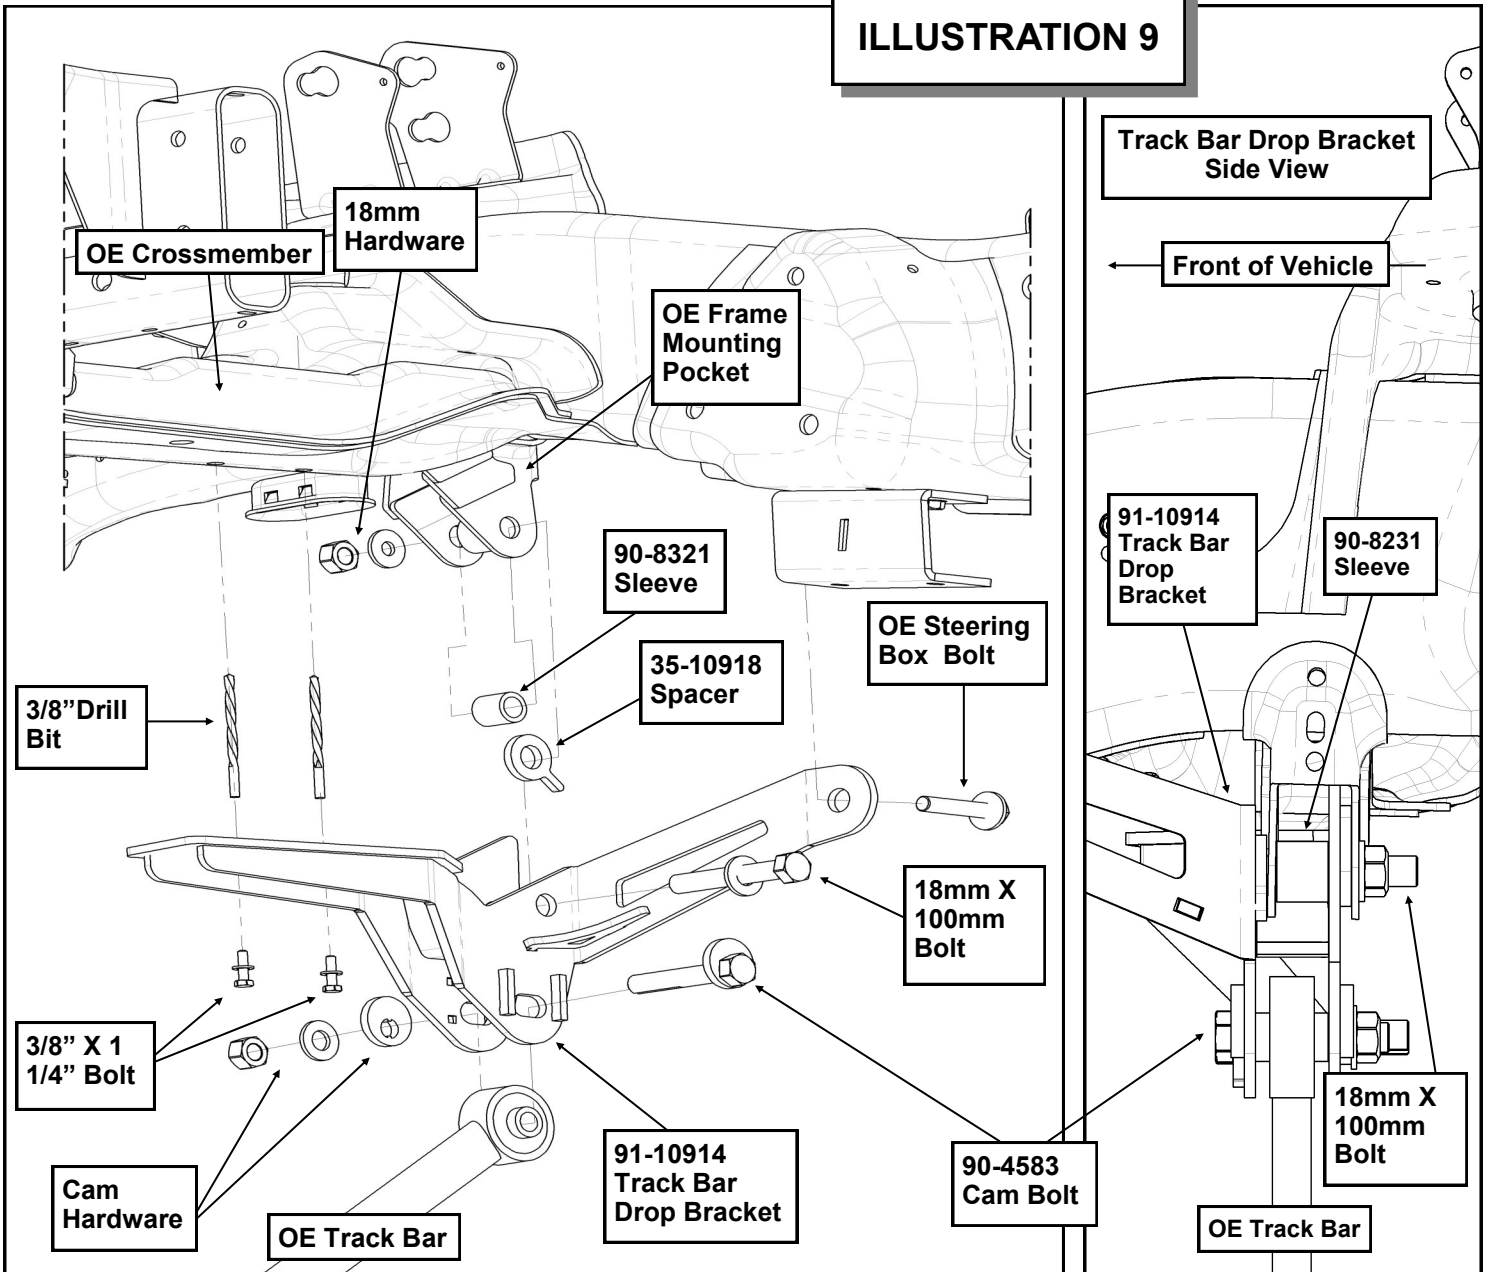 ILLUSTRATION 9
OE Crossmember
18mm
Hardware
OE Frame
Mounting
Pocket
90-8321
Sleeve
35-10918
Spacer
OE Steering
Box Bolt
3/8”Drill
Bit
18mm X
100mm
Bolt
3/8” X 1
1/4” Bolt
Cam
Hardware
OE Track Bar
91-10914
Track Bar
Drop Bracket
90-4583
Cam Bolt
Track Bar Drop Bracket
Side View
Front of Vehicle
91-10914
Track Bar
Drop
Bracket
90-8231
Sleeve
18mm X
100mm
Bolt
OE Track Bar